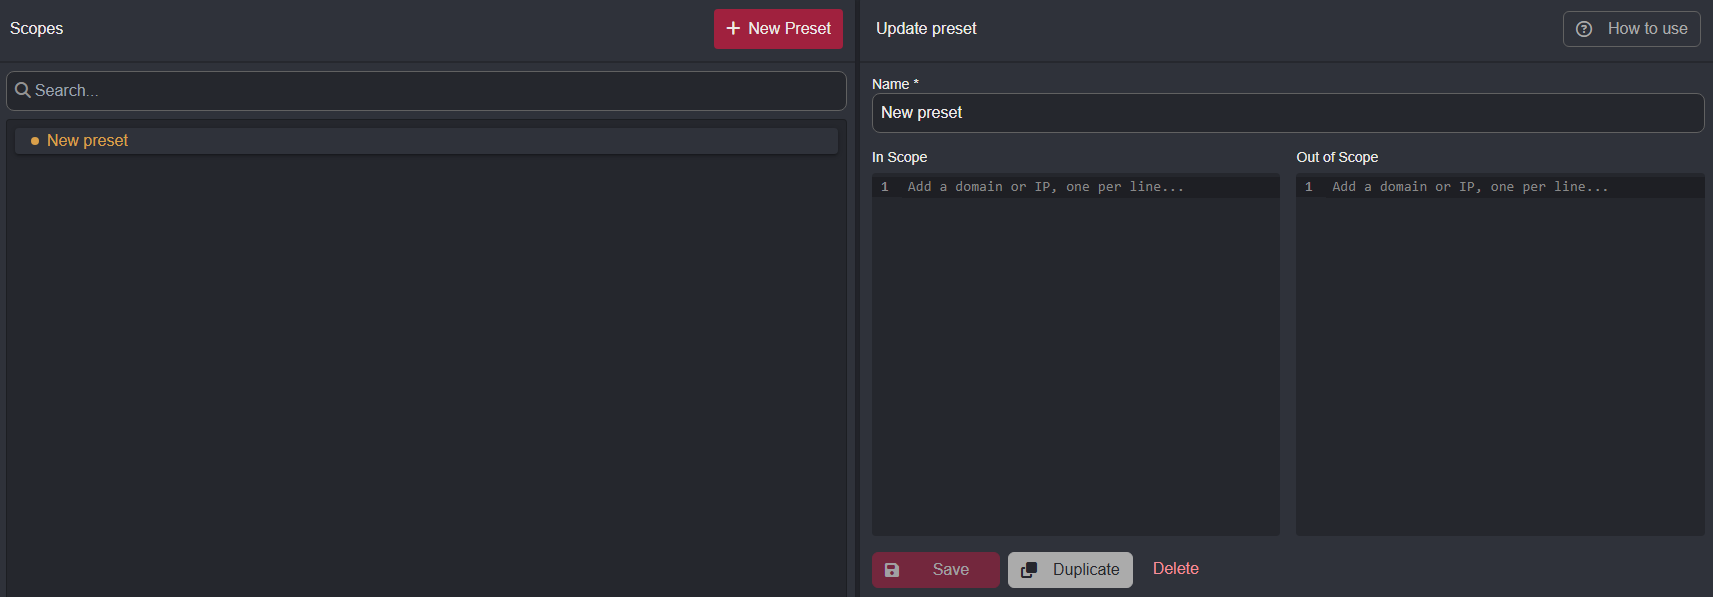 Scopes
New Preset
Search...
New preset
Update preset
How to use
Name *
New preset
In Scope
Out of Scope
1 Add a domain or IP, one per line...
1 Add a domain or IP, one per line...
Save
Duplicate
Delete